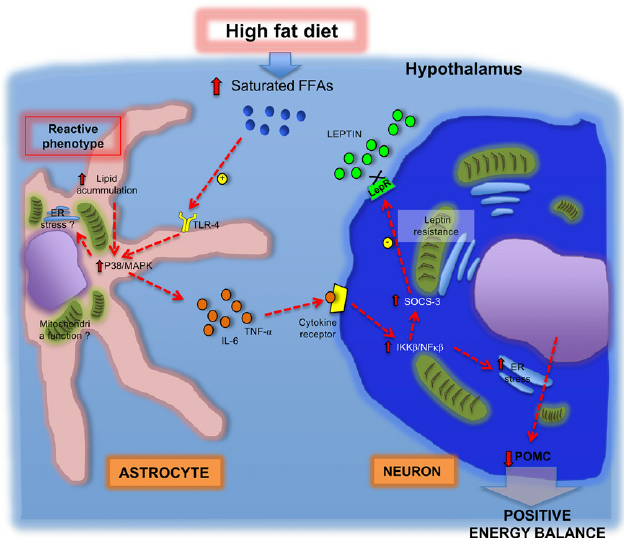 High fat diet
Hypothalamus
Saturated FFAs
Reactive
phenotype
LEPTIN
LepR
Lipid
acummulation
ER
stress ?
TLR-4
Leptin
resistance
P38/MAPK
Mitochondri
a function ?
TNF-α
IL-6
Cytokine
receptor
SOCS-3
IKKβ/NFκβ
ER
stress
POMC
ASTROCYTE
NEURON
POSITIVE
ENERGY BALANCE
+
-